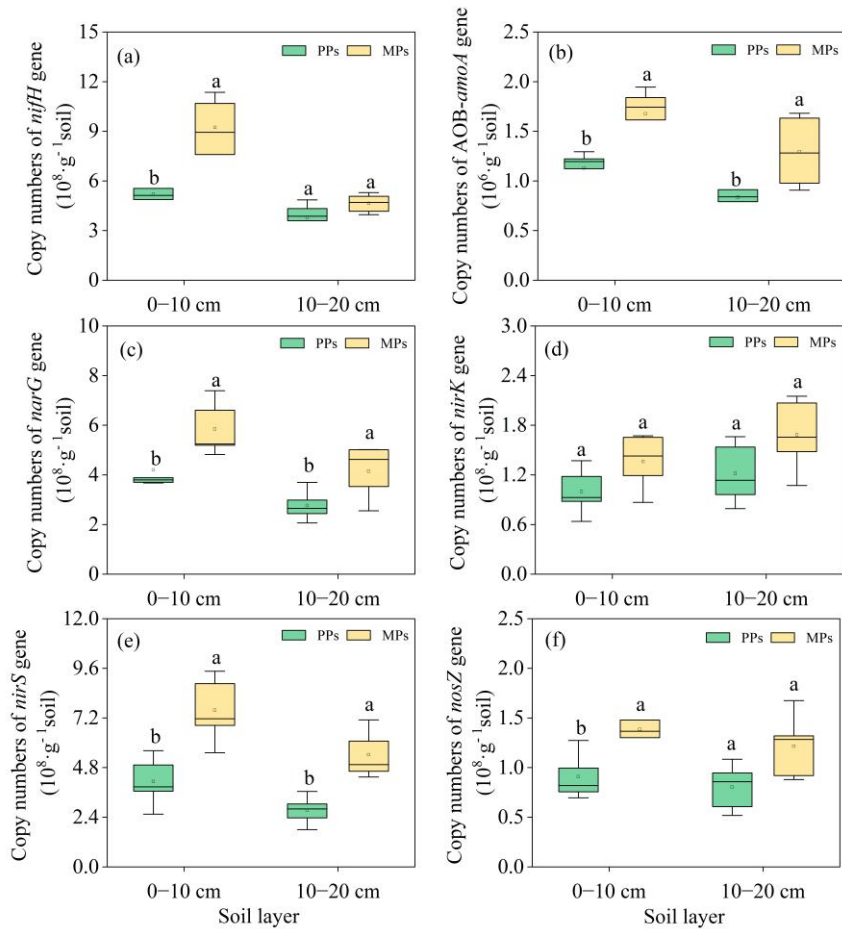 (a)
PPs MPs
Copy numbers of nifH gene
(10⁸·g⁻¹soil)
15
12
9
6
3
0
b
a
a
a
0−10 cm
10−20 cm
(b)
PPs MPs
Copy numbers of AOB-amoA gene
(10⁶·g⁻¹soil)
2.5
2.0
1.5
1.0
0.5
0.0
b
a
b
a
0−10 cm
10−20 cm
(c)
PPs MPs
Copy numbers of narG gene
(10⁸·g⁻¹soil)
10
8
6
4
2
0
b
a
b
a
0−10 cm
10−20 cm
(d)
PPs MPs
Copy numbers of nirK gene
(10⁸·g⁻¹soil)
3.0
2.4
1.8
1.2
0.6
0.0
a
a
a
a
0−10 cm
10−20 cm
(e)
PPs MPs
Copy numbers of nirS gene
(10⁸·g⁻¹soil)
12.0
9.6
7.2
4.8
2.4
0.0
b
a
b
a
0−10 cm
10−20 cm
Soil layer
(f)
PPs MPs
Copy numbers of nosZ gene
(10⁸·g⁻¹soil)
2.5
2.0
1.5
1.0
0.5
0.0
b
a
a
a
0−10 cm
10−20 cm
Soil layer